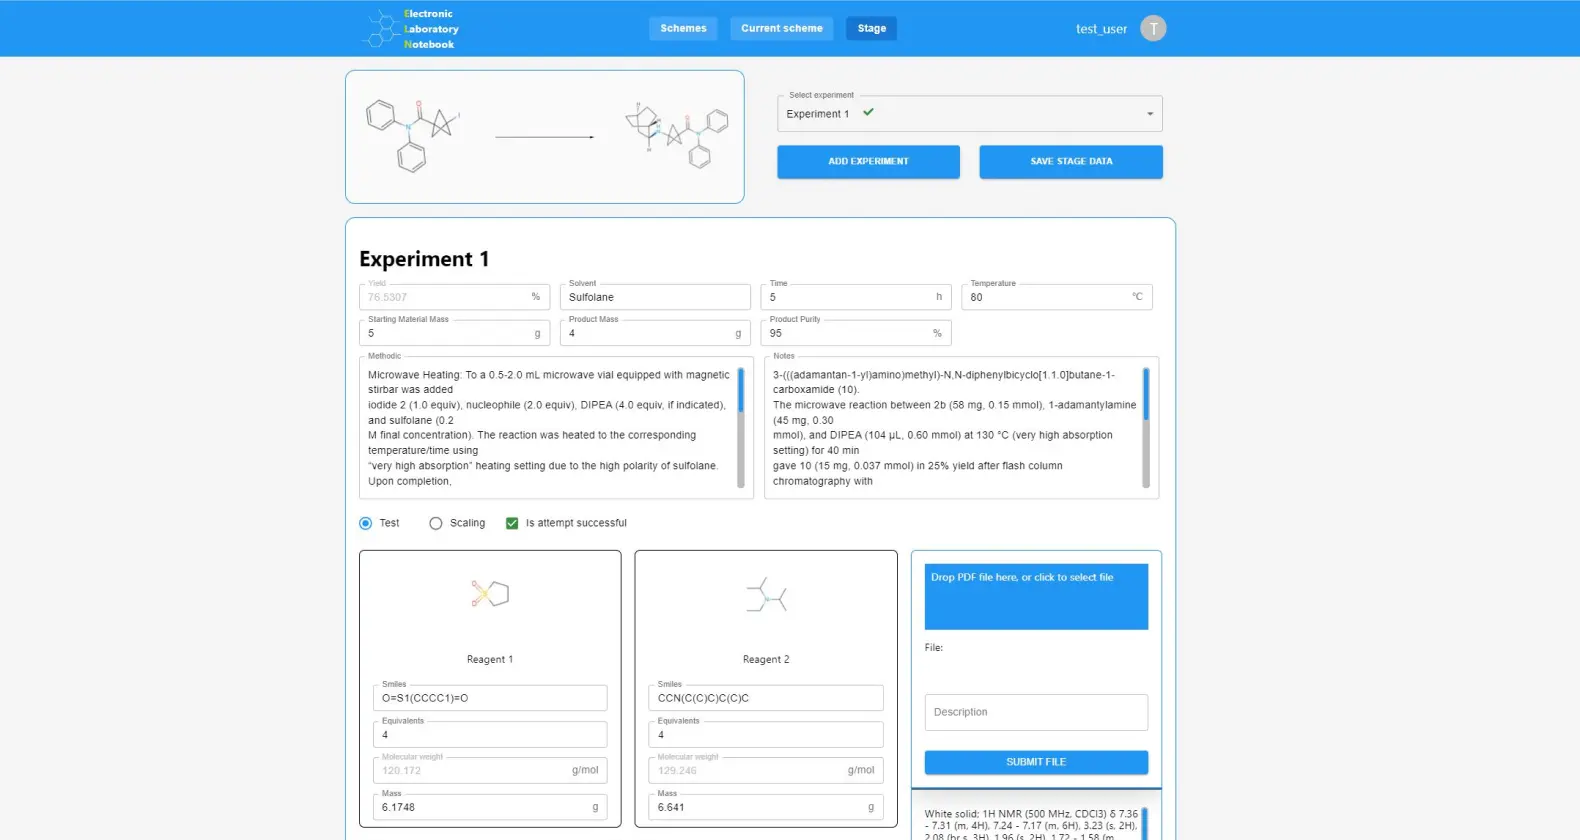 Electronic
Laboratory
Notebook
Schemes
Current scheme
Stage
test_user
T
Select experiment
Experiment 1
ADD EXPERIMENT
SAVE STAGE DATA
Experiment 1
Yield
76.5307 %
Solvent
Sulfolane
Time
5 h
Temperature
80 °C
Starting Material Mass
5 g
Product Mass
4 g
Product Purity
95 %
Methodic
Microwave Heating: To a 0.5-2.0 mL microwave vial equipped with magnetic
stirbar was added
iodide 2 (1.0 equiv), nucleophile (2.0 equiv), DIPEA (4.0 equiv, if indicated),
and sulfolane (0.2
M final concentration). The reaction was heated to the corresponding
temperature/time using
“very high absorption” heating setting due to the high polarity of sulfolane.
Upon completion,
Notes
3-(((adamantan-1-yl)amino)methyl)-N,N-diphenylbicyclo[1.1.0]butane-1-
carboxamide (10).
The microwave reaction between 2b (58 mg, 0.15 mmol), 1-adamantylamine
(45 mg, 0.30
mmol), and DIPEA (104 µL, 0.60 mmol) at 130 °C (very high absorption
setting) for 40 min
gave 10 (15 mg, 0.037 mmol) in 25% yield after flash column
chromatography with
Test
Scaling
Is attempt successful
Reagent 1
Smiles
O=S1(CCCC1)=O
Equivalents
4
Molecular weight
120.172 g/mol
Mass
6.1748 g
Reagent 2
Smiles
CCN(C(C)C)C(C)C
Equivalents
4
Molecular weight
129.246 g/mol
Mass
6.641 g
Drop PDF file here, or click to select file
File:
Description
SUBMIT FILE
White solid: 1H NMR (500 MHz, CDCl3) δ 7.36
- 7.31 (m, 4H), 7.24 - 7.17 (m, 6H), 3.23 (s, 2H),
2.08 (br s, 3H), 1.96 (s, 2H), 1.72 - 1.58 (m,